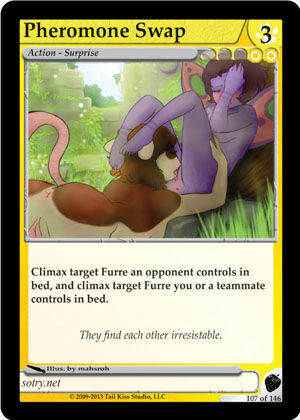 Pheromone Swap 3
Action - Surprise
Climax target Furre an opponent controls in
bed, and climax target Furre you or a teammate
controls in bed.
They find each other irresistable.
Illus. by mahsroh
sotry.net
© 2009-2013 Tail Kiss Studio, LLC
107 of 146